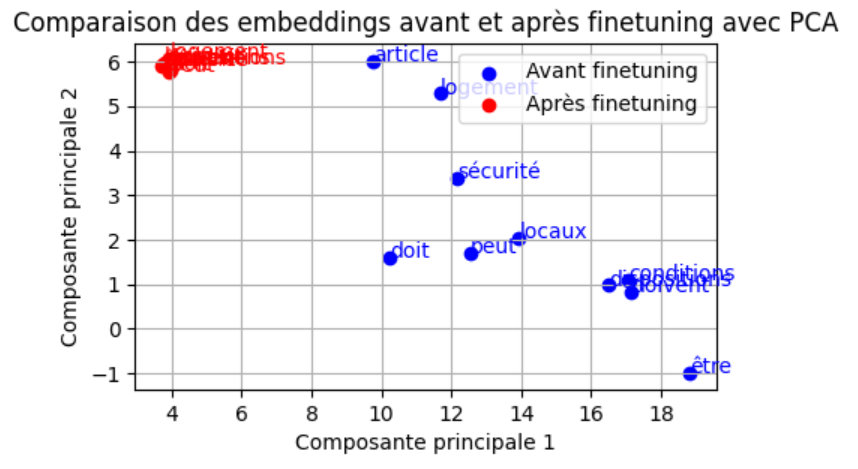 Comparaison des embeddings avant et après finetuning avec PCA
Composante principale 2
6
5
4
3
2
1
0
−1
logement
article
logement
sécurité
locaux
peut
doit
conditions
dispositions
doivent
être
Avant finetuning
Après finetuning
4
6
8
10
12
14
16
18
Composante principale 1